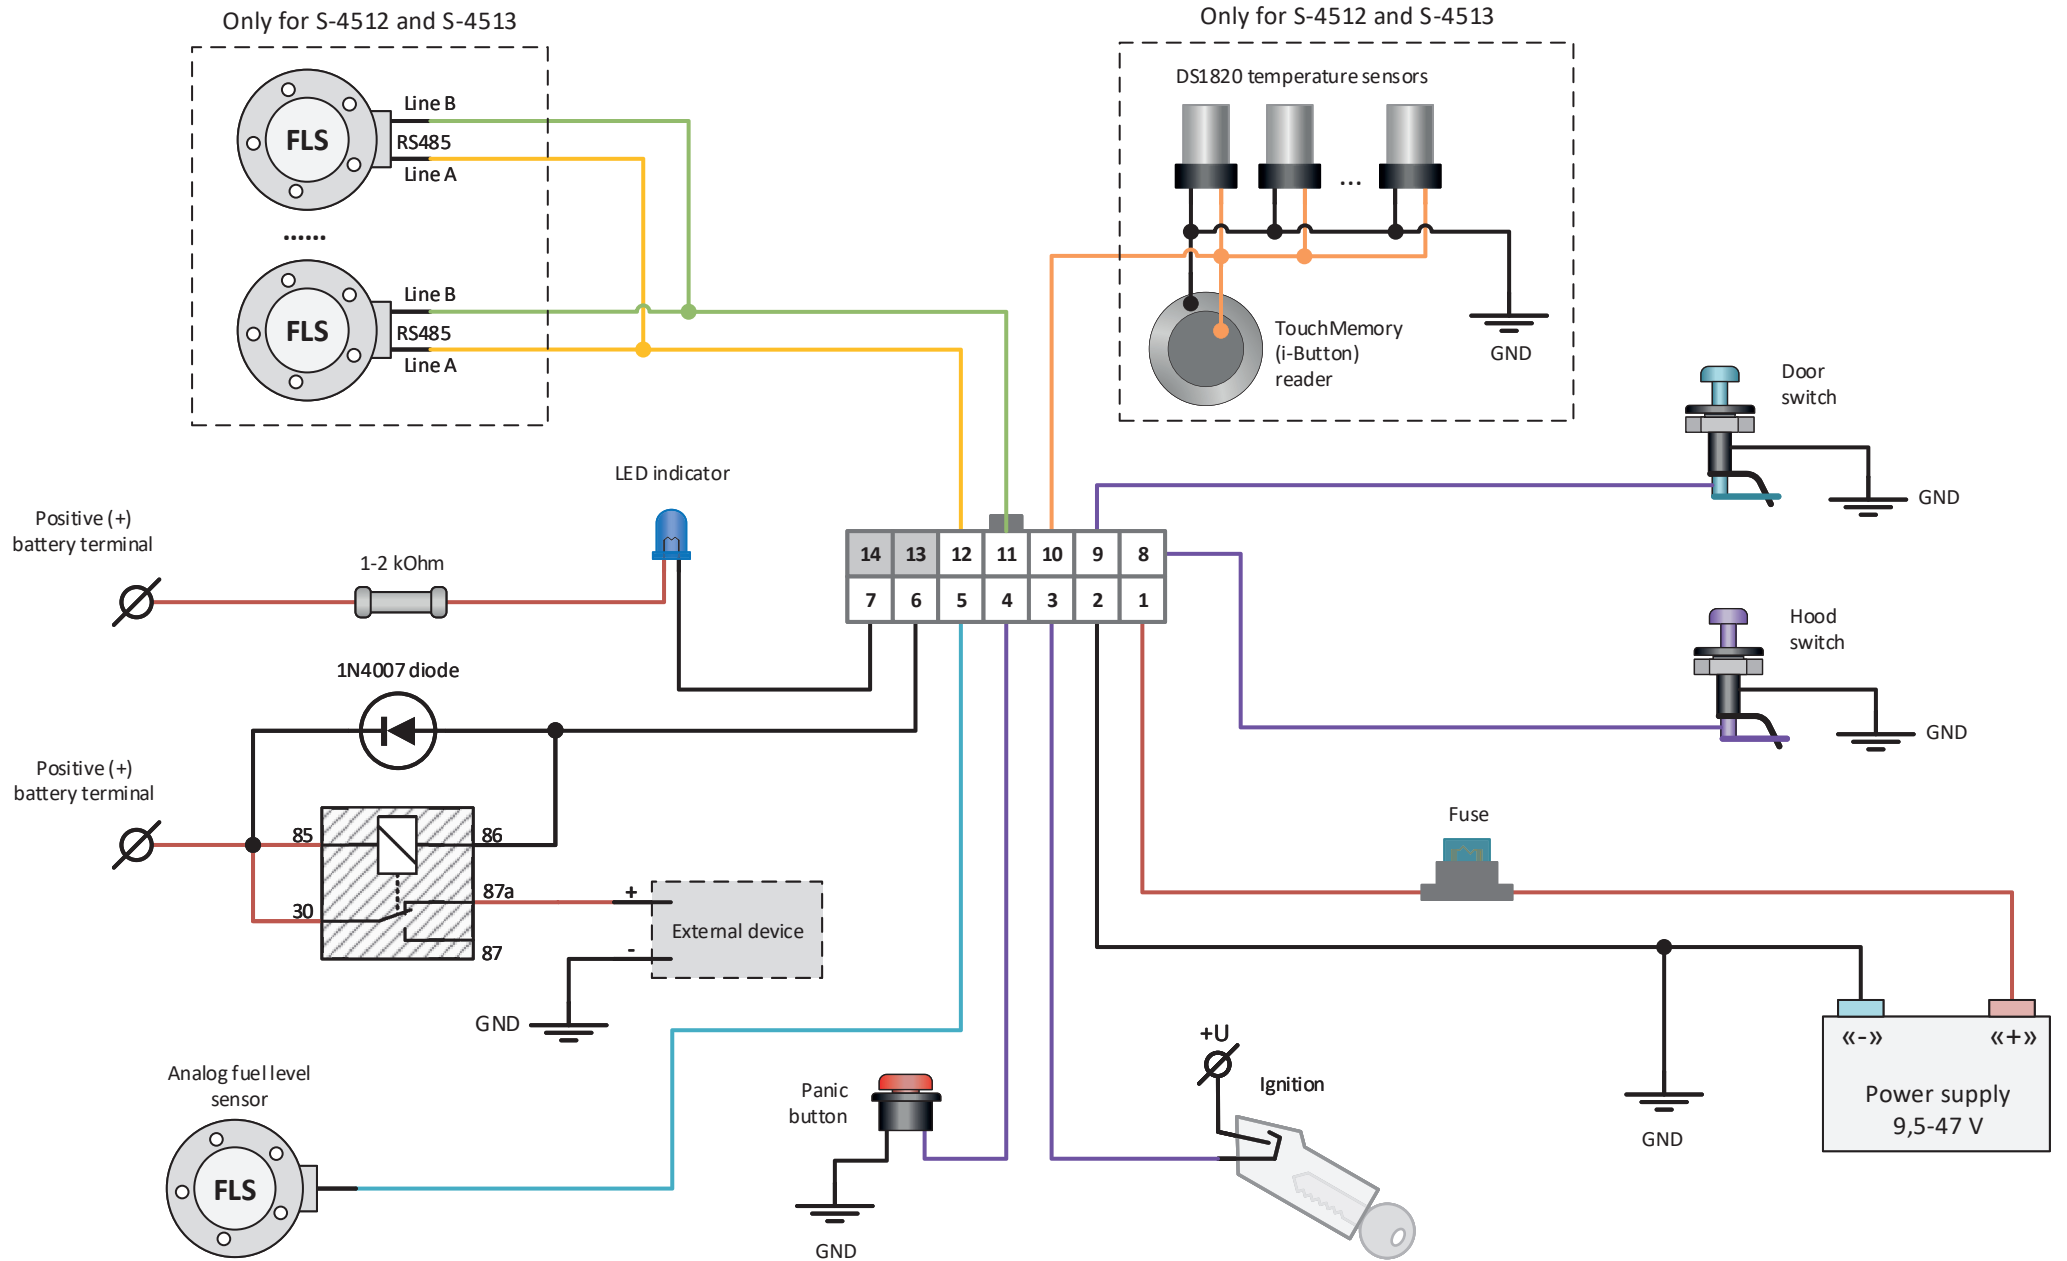 Only for S-4512 and S-4513
FLS
Line B
RS485
Line A
......
FLS
Line B
RS485
Line A
Only for S-4512 and S-4513
DS1820 temperature sensors
...
TouchMemory
(i-Button)
reader
GND
Door
switch
GND
LED indicator
Positive (+)
battery terminal
1-2 kOhm
14 13 12 11 10 9 8
7 6 5 4 3 2 1
Hood
switch
GND
1N4007 diode
Positive (+)
battery terminal
85
86
30
87a
87
+
-
External device
GND
Fuse
«-»
«+»
Power supply
9,5-47 V
GND
+U
Ignition
Panic
button
GND
Analog fuel level
sensor
FLS